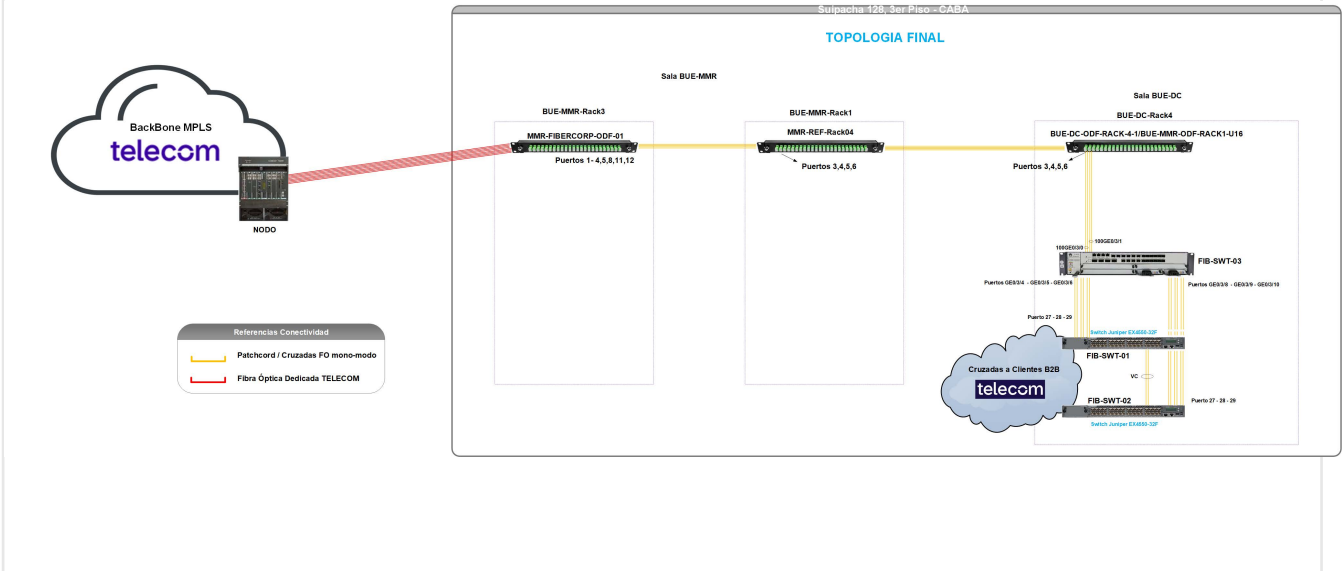 Suipacha 128, 3er Piso - CABA
TOPOLOGIA FINAL
Sala BUE-MMR
Sala BUE-DC
BUE-MMR-Rack3
BUE-MMR-Rack1
BUE-DC-Rack4
BackBone MPLS
telecom
NODO
MMR-FIBERCORP-ODF-01
Puertos 1- 4,5,8,11,12
MMR-REF-Rack04
Puertos 3,4,5,6
BUE-DC-ODF-RACK-4-1/BUE-MMR-ODF-RACK1-U16
Puertos 3,4,5,6
100GE0/3/1
100GE0/3/0
FIB-SWT-03
Puertos GE0/3/4 - GE0/3/5 - GE0/3/6
Puertos GE0/3/8 - GE0/3/9 - GE0/3/10
Puerto 27 - 28 - 29
Switch Juniper EX4550-32F
FIB-SWT-01
Cruzadas a Clientes B2B
telecom
VC
FIB-SWT-02
Puerto 27 - 28 - 29
Switch Juniper EX4550-32F
Referencias Conectividad
Patchcord / Cruzadas FO mono-modo
Fibra Óptica Dedicada TELECOM